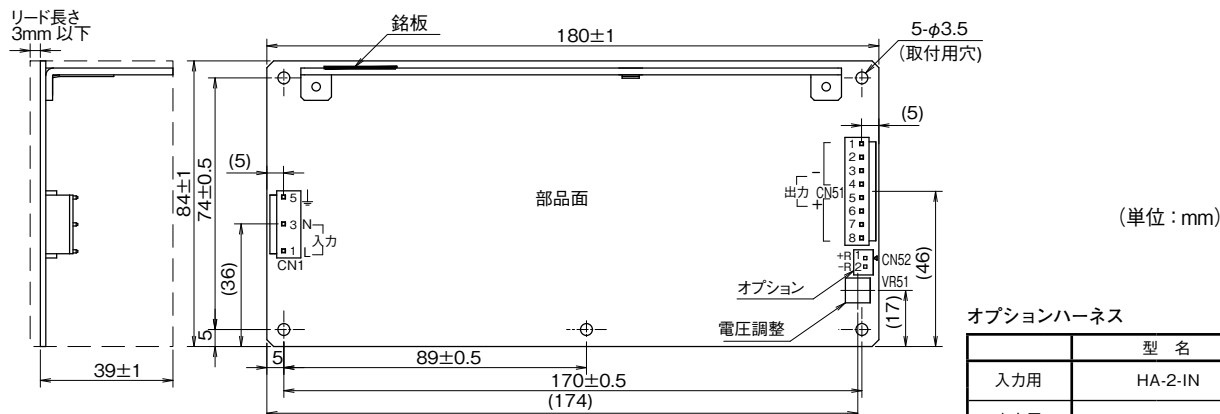 リード長さ
3mm 以下
銘板
180±1
5-φ3.5
(取付用穴)
(5)
84±1
74±0.5
(5)
5
3 N
1 L
入力
CN1
(36)
5
39±1
部品面
出力
-
+
CN51
1
2
3
4
5
6
7
8
+R 1
-R 2
CN52
VR51
オプション
電圧調整
(17)
(46)
5
89±0.5
170±0.5
(174)
(単位:mm)
オプションハーネス
型 名
入力用 HA-2-IN